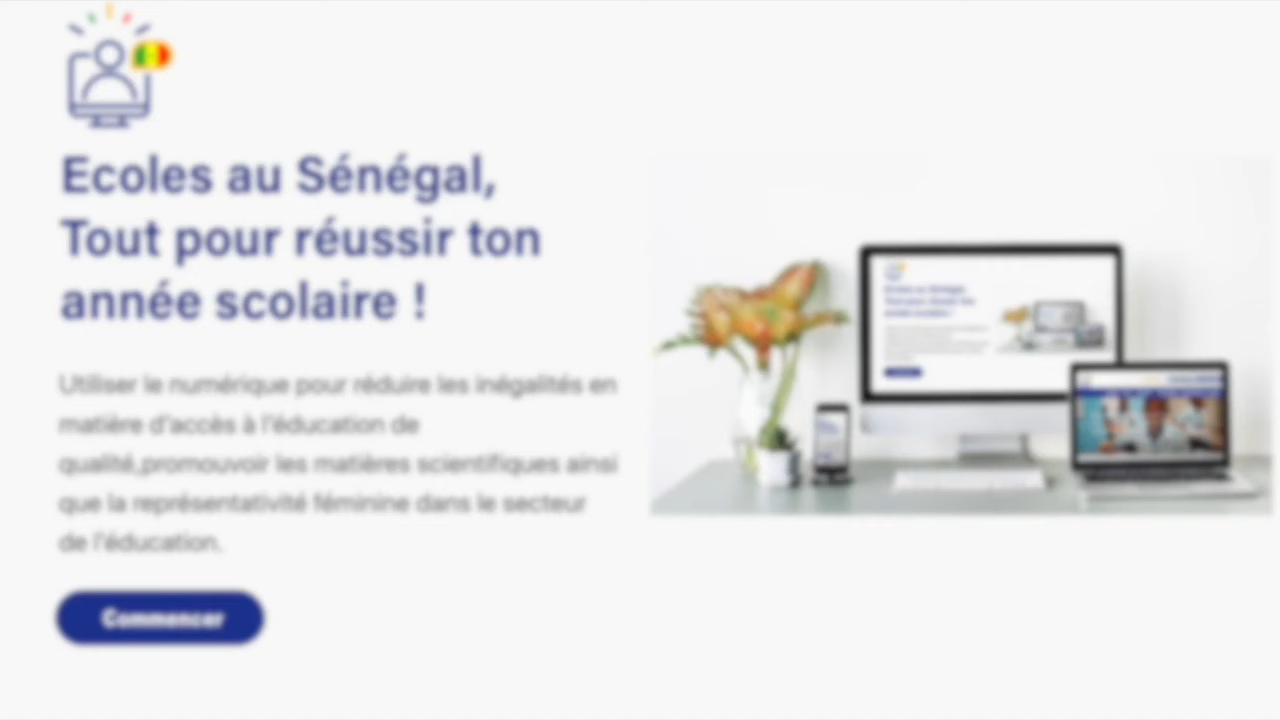 Ecoles au Sénégal,
Tout pour réussir ton
année scolaire !
Utiliser le numérique pour réduire les inégalités en
matière d'accès à l'éducation de
qualité,promouvoir les matières scientifiques ainsi
que la représentativité féminine dans le secteur
de l'éducation.
Commencer